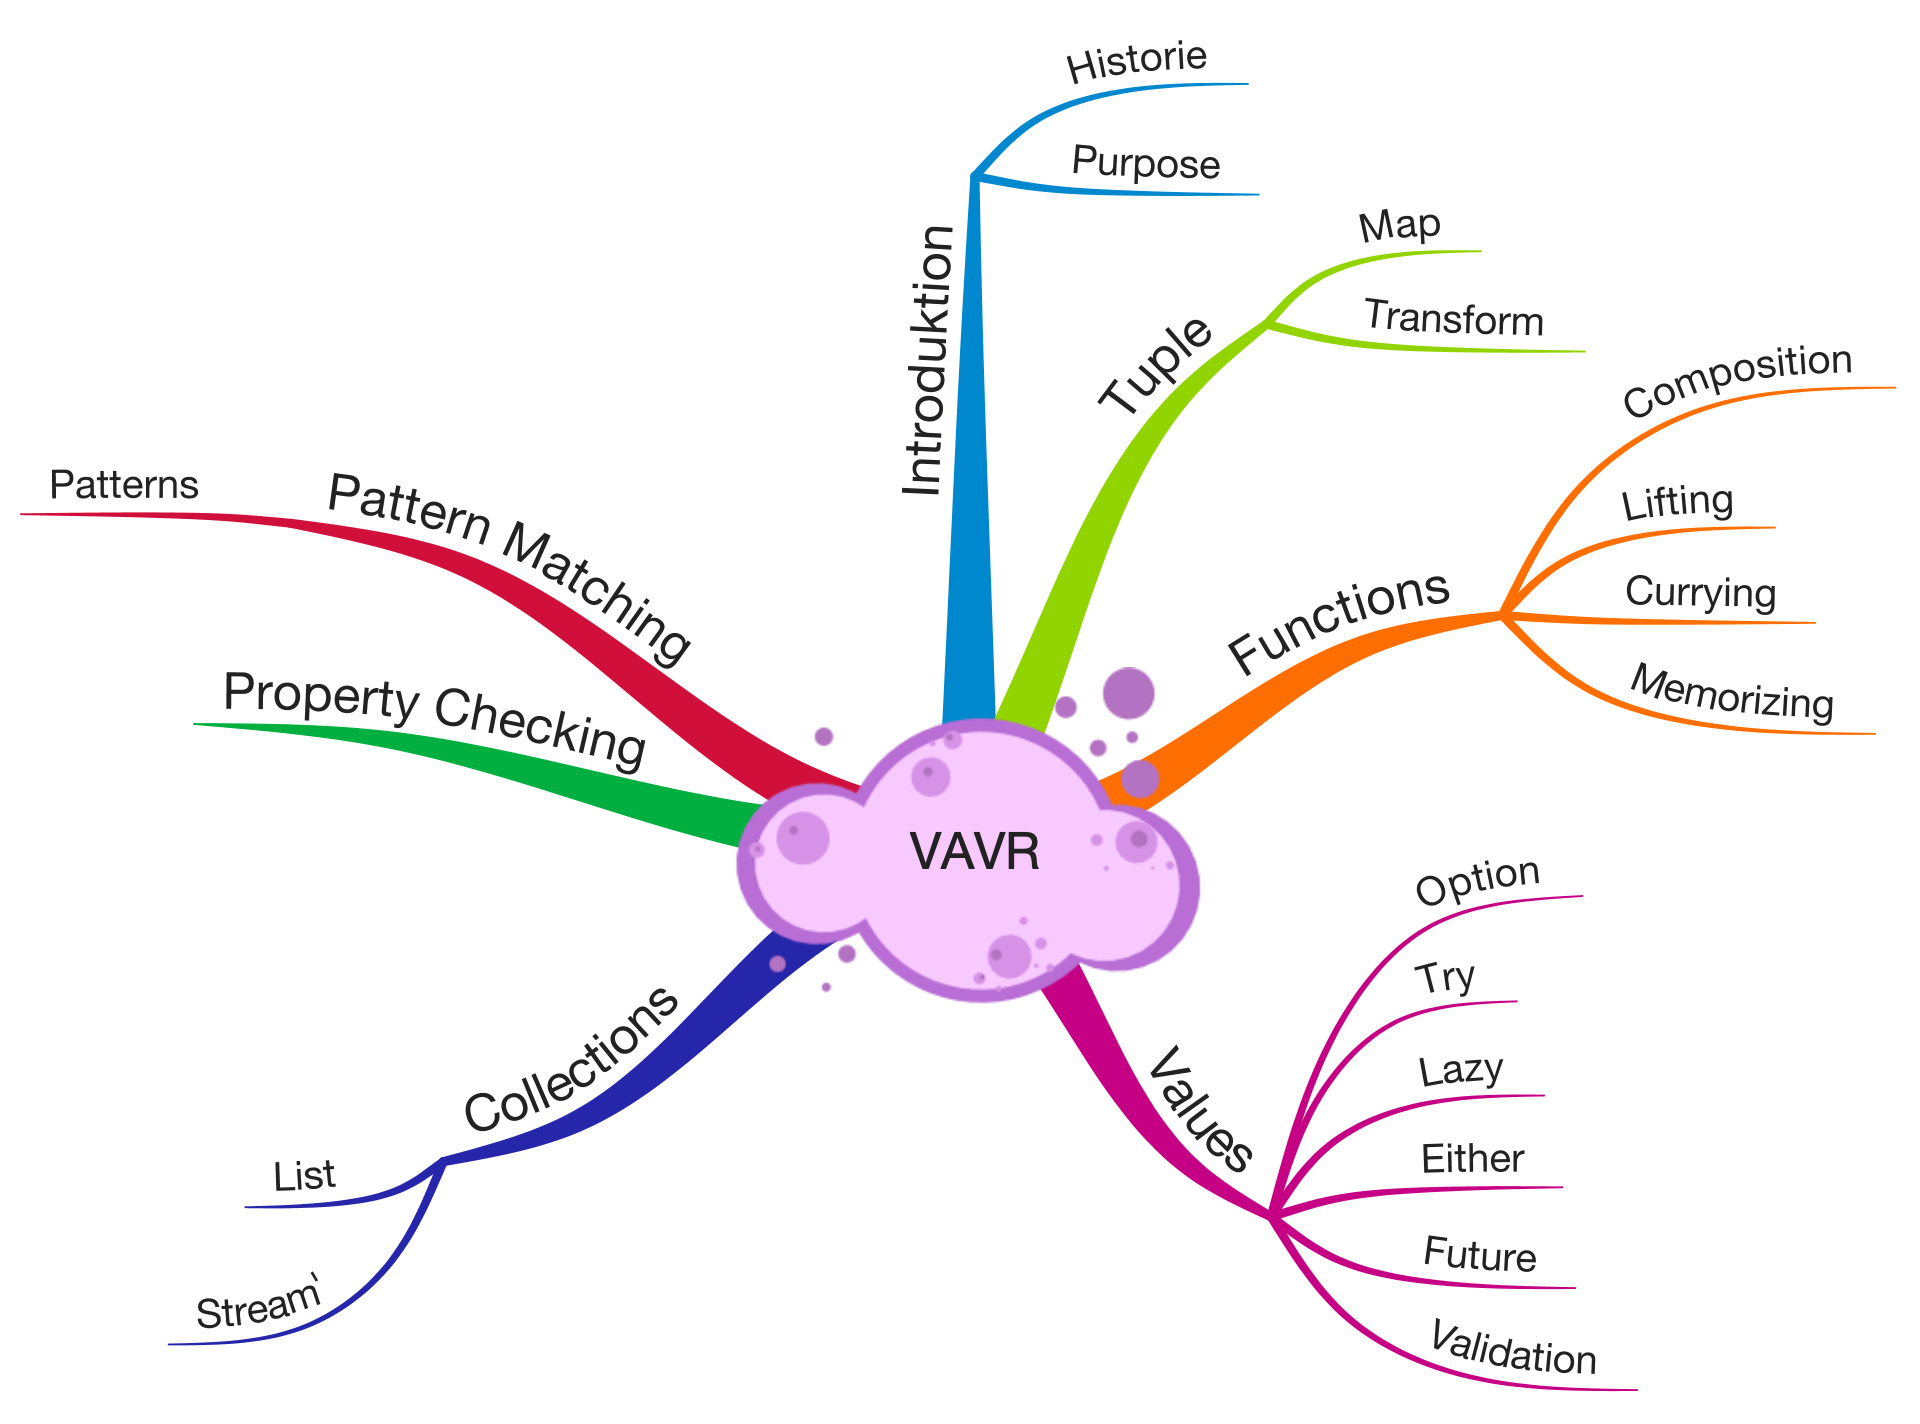 VAVR
Introduktion
Historie
Purpose
Tuple
Map
Transform
Functions
Composition
Lifting
Currying
Memorizing
Values
Option
Try
Lazy
Either
Future
Validation
Collections
List
Stream'
Property Checking
Pattern Matching
Patterns